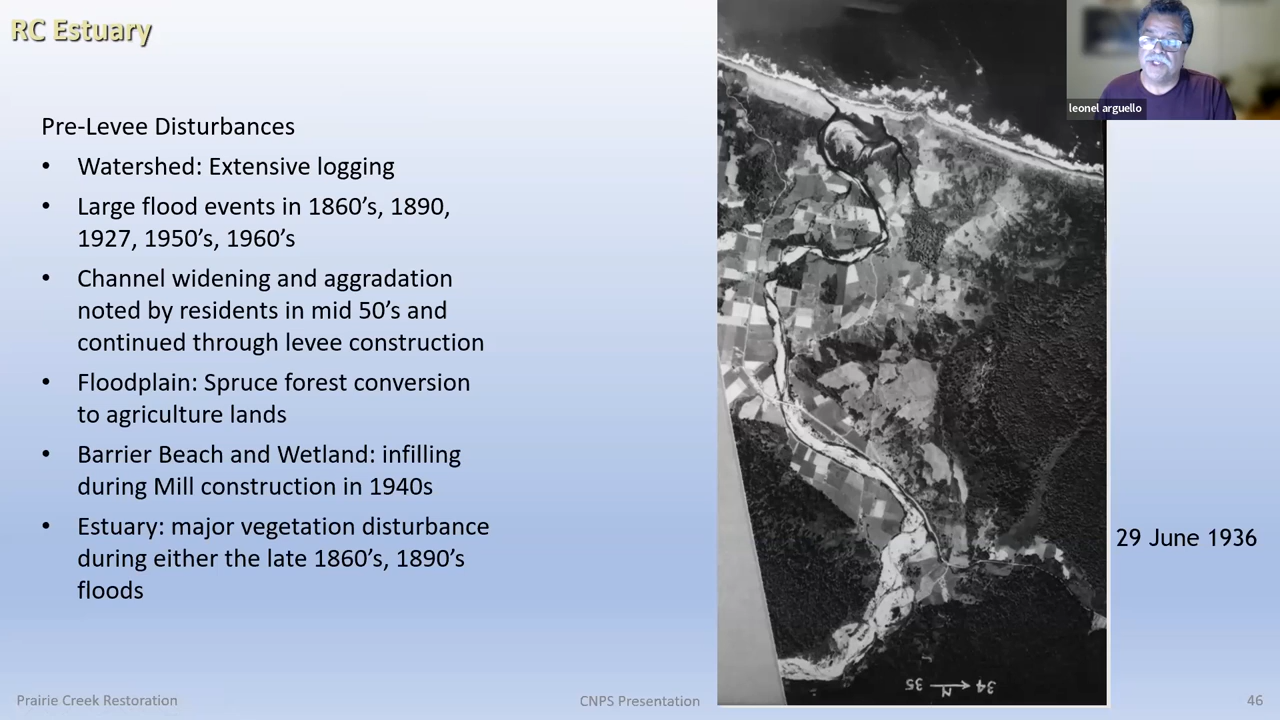 RC Estuary
leonel arguello
Pre-Levee Disturbances
• Watershed: Extensive logging
• Large flood events in 1860’s, 1890,
1927, 1950’s, 1960’s
• Channel widening and aggradation
noted by residents in mid 50’s and
continued through levee construction
• Floodplain: Spruce forest conversion
to agriculture lands
• Barrier Beach and Wetland: infilling
during Mill construction in 1940s
• Estuary: major vegetation disturbance
during either the late 1860’s, 1890’s
floods
29 June 1936
34 N 35
Prairie Creek Restoration
CNPS Presentation
46